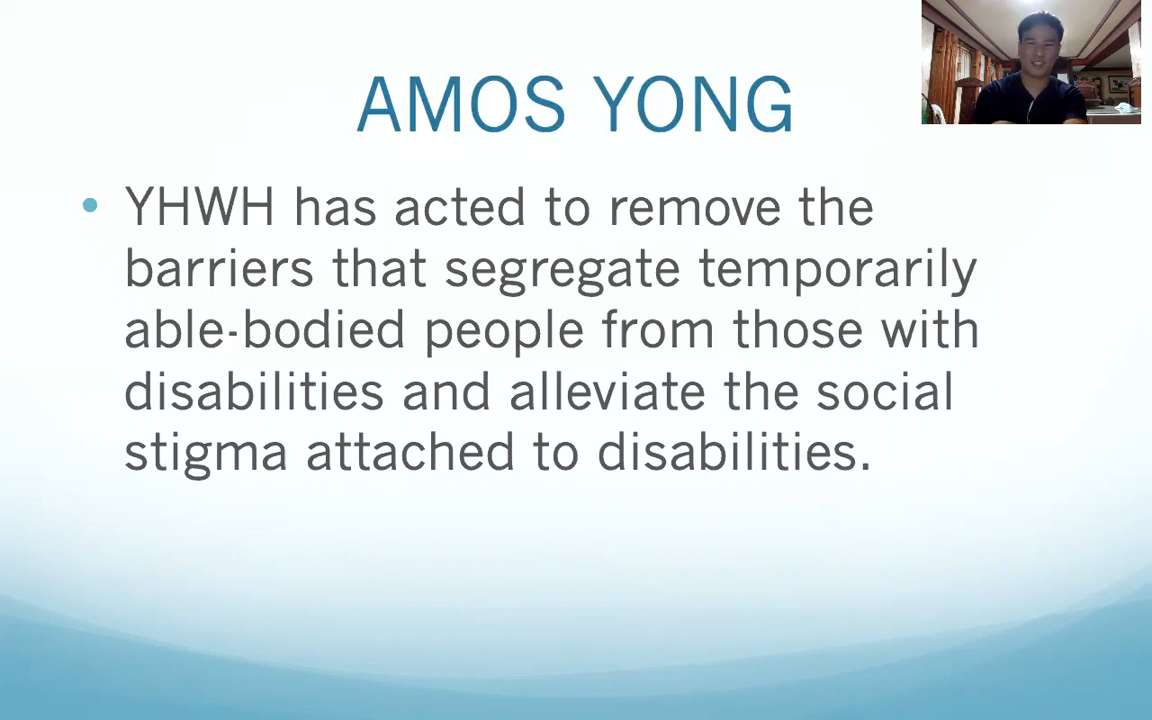 AMOS YONG
• YHWH has acted to remove the
barriers that segregate temporarily
able-bodied people from those with
disabilities and alleviate the social
stigma attached to disabilities.